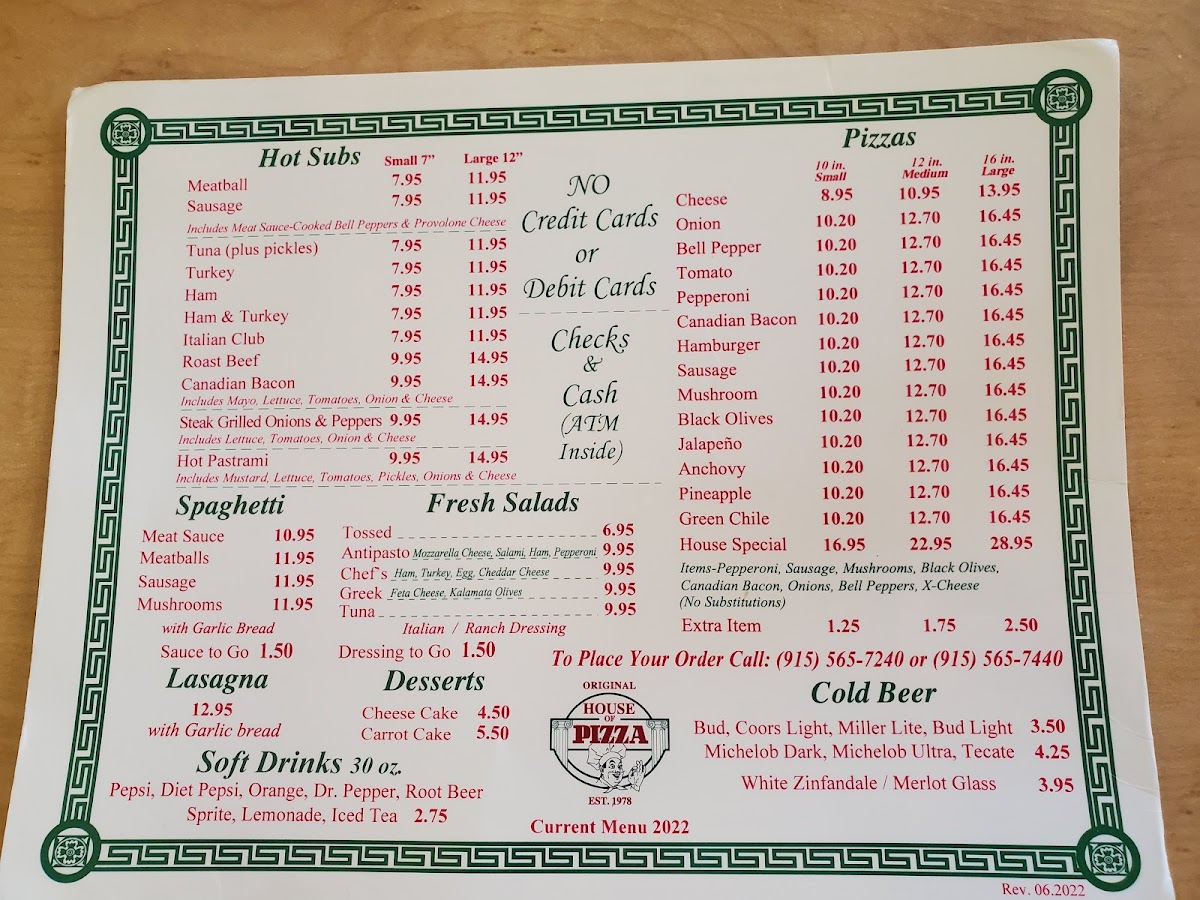 Hot Subs Small 7” Large 12”
Meatball 7.95 11.95
Sausage 7.95 11.95
Includes Meat Sauce-Cooked Bell Peppers & Provolone Cheese
Tuna (plus pickles) 7.95 11.95
Turkey 7.95 11.95
Ham 7.95 11.95
Ham & Turkey 7.95 11.95
Italian Club 7.95 11.95
Roast Beef 9.95 14.95
Canadian Bacon 9.95 14.95
Includes Mayo, Lettuce, Tomatoes, Onion & Cheese
Steak Grilled Onions & Peppers 9.95 14.95
Includes Lettuce, Tomatoes, Onion & Cheese
Hot Pastrami 9.95 14.95
Includes Mustard, Lettuce, Tomatoes, Pickles, Onions & Cheese
NO
Credit Cards
or
Debit Cards
Checks
&
Cash
(ATM
Inside)
Pizzas
10 in. 12 in. 16 in.
Small Medium Large
Cheese 8.95 10.95 13.95
Onion 10.20 12.70 16.45
Bell Pepper 10.20 12.70 16.45
Tomato 10.20 12.70 16.45
Pepperoni 10.20 12.70 16.45
Canadian Bacon 10.20 12.70 16.45
Hamburger 10.20 12.70 16.45
Sausage 10.20 12.70 16.45
Mushroom 10.20 12.70 16.45
Black Olives 10.20 12.70 16.45
Jalapeño 10.20 12.70 16.45
Anchovy 10.20 12.70 16.45
Pineapple 10.20 12.70 16.45
Green Chile 10.20 12.70 16.45
House Special 16.95 22.95 28.95
Items-Pepperoni, Sausage, Mushrooms, Black Olives,
Canadian Bacon, Onions, Bell Peppers, X-Cheese
(No Substitutions)
Extra Item 1.25 1.75 2.50
Spaghetti
Meat Sauce 10.95
Meatballs 11.95
Sausage 11.95
Mushrooms 11.95
with Garlic Bread
Sauce to Go 1.50
Fresh Salads
Tossed 6.95
Antipasto Mozzarella Cheese, Salami, Ham, Pepperoni 9.95
Chef's Ham, Turkey, Egg, Cheddar Cheese 9.95
Greek Feta Cheese, Kalamata Olives 9.95
Tuna 9.95
Italian / Ranch Dressing
Dressing to Go 1.50
To Place Your Order Call: (915) 565-7240 or (915) 565-7440
Lasagna
12.95
with Garlic bread
Desserts
Cheese Cake 4.50
Carrot Cake 5.50
Soft Drinks 30 oz.
Pepsi, Diet Pepsi, Orange, Dr. Pepper, Root Beer
Sprite, Lemonade, Iced Tea 2.75
ORIGINAL
HOUSE
OF
PIZZA
EST. 1978
Current Menu 2022
Cold Beer
Bud, Coors Light, Miller Lite, Bud Light 3.50
Michelob Dark, Michelob Ultra, Tecate 4.25
White Zinfandale / Merlot Glass 3.95
Rev. 06.2022